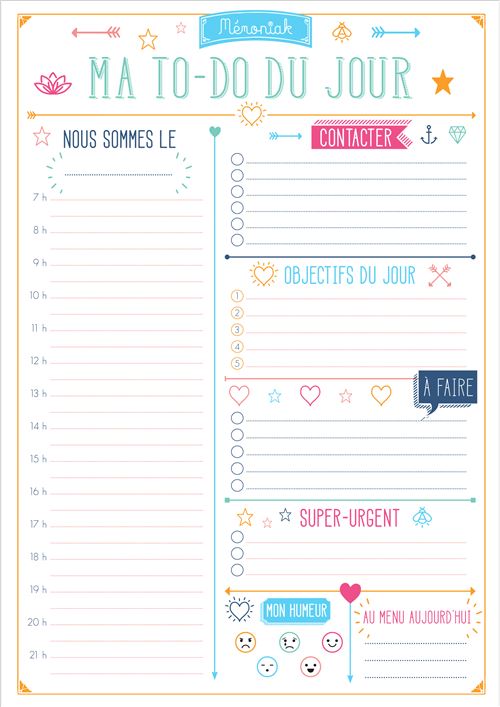 Mémoniak
MA TO-DO DU JOUR
NOUS SOMMES LE
7 h
8 h
9 h
10 h
11 h
12 h
13 h
14 h
15 h
16 h
17 h
18 h
19 h
20 h
21 h
CONTACTER
OBJECTIFS DU JOUR
1
2
3
4
5
À FAIRE
SUPER-URGENT
MON HUMEUR
AU MENU AUJOURD'HUI